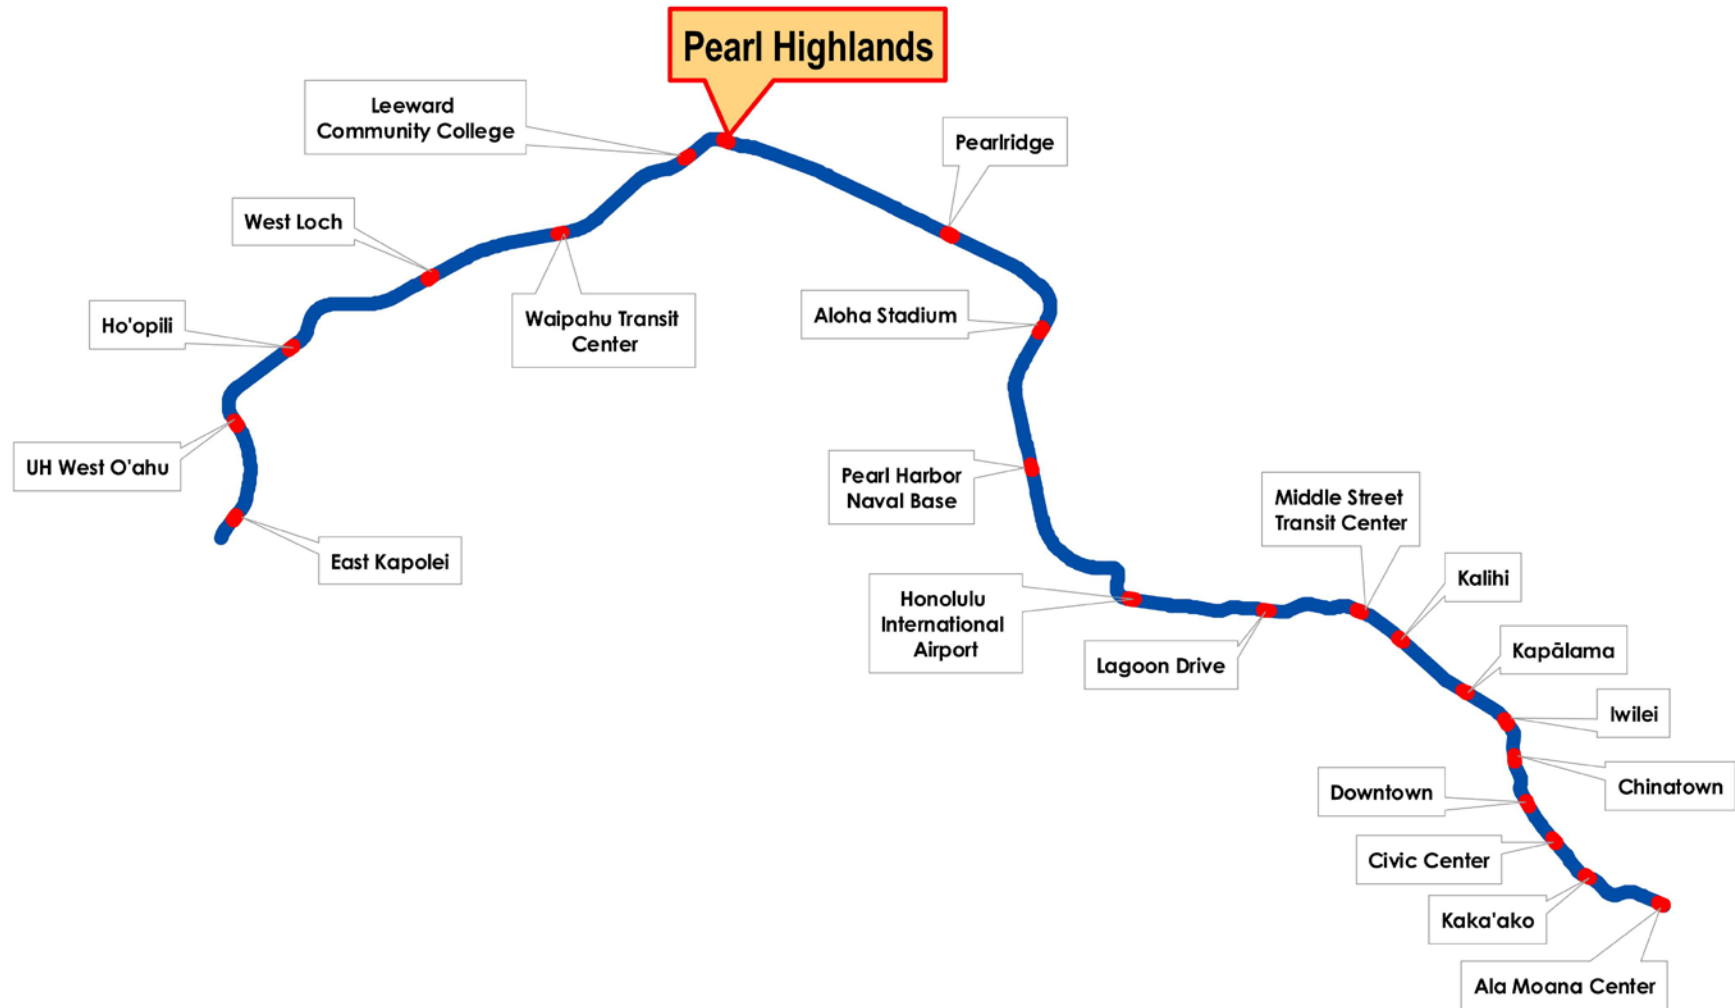 Pearl Highlands
Leeward
Community College
Pearlridge
West Loch
Ho'opili
Waipahu Transit
Center
Aloha Stadium
UH West O'ahu
East Kapolei
Pearl Harbor
Naval Base
Middle Street
Transit Center
Kalihi
Honolulu
International
Airport
Lagoon Drive
Kapālama
Iwilei
Chinatown
Downtown
Civic Center
Kaka'ako
Ala Moana Center